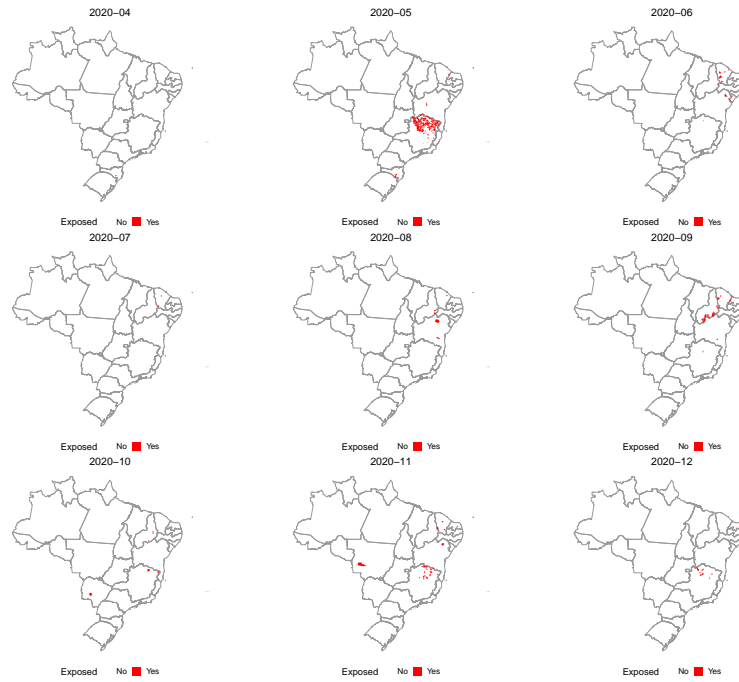 2020–04 2020–05 2020–06
Exposed No Yes Exposed No Yes Exposed No Yes
2020–07 2020–08 2020–09
Exposed No Yes Exposed No Yes Exposed No Yes
2020–10 2020–11 2020–12
Exposed No Yes Exposed No Yes Exposed No Yes